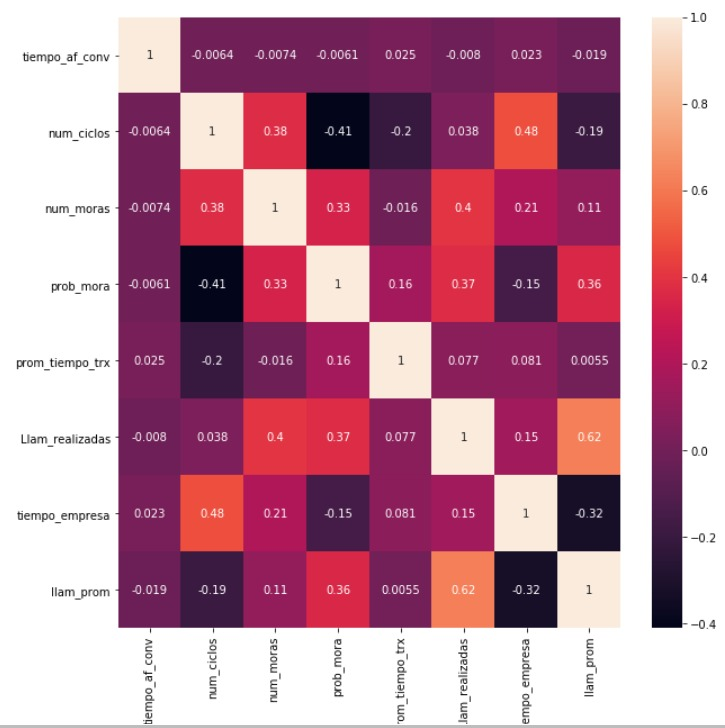 tiempo_af_conv 1 -0.0064 -0.0074 -0.0061 0.025 -0.008 0.023 -0.019
num_ciclos -0.0064 1 0.38 -0.41 -0.2 0.038 0.48 -0.19
num_moras -0.0074 0.38 1 0.33 -0.016 0.4 0.21 0.11
prob_mora -0.0061 -0.41 0.33 1 0.16 0.37 -0.15 0.36
prom_tiempo_trx 0.025 -0.2 -0.016 0.16 1 0.077 0.081 0.0055
Llam_realizadas -0.008 0.038 0.4 0.37 0.077 1 0.15 0.62
tiempo_empresa 0.023 0.48 0.21 -0.15 0.081 0.15 1 -0.32
llam_prom -0.019 -0.19 0.11 0.36 0.0055 0.62 -0.32 1
tiempo_af_conv
num_ciclos
num_moras
prob_mora
rom_tiempo_trx
lam_realizadas
empo_empresa
llam_prom
1.0
0.8
0.6
0.4
0.2
0.0
−0.2
−0.4